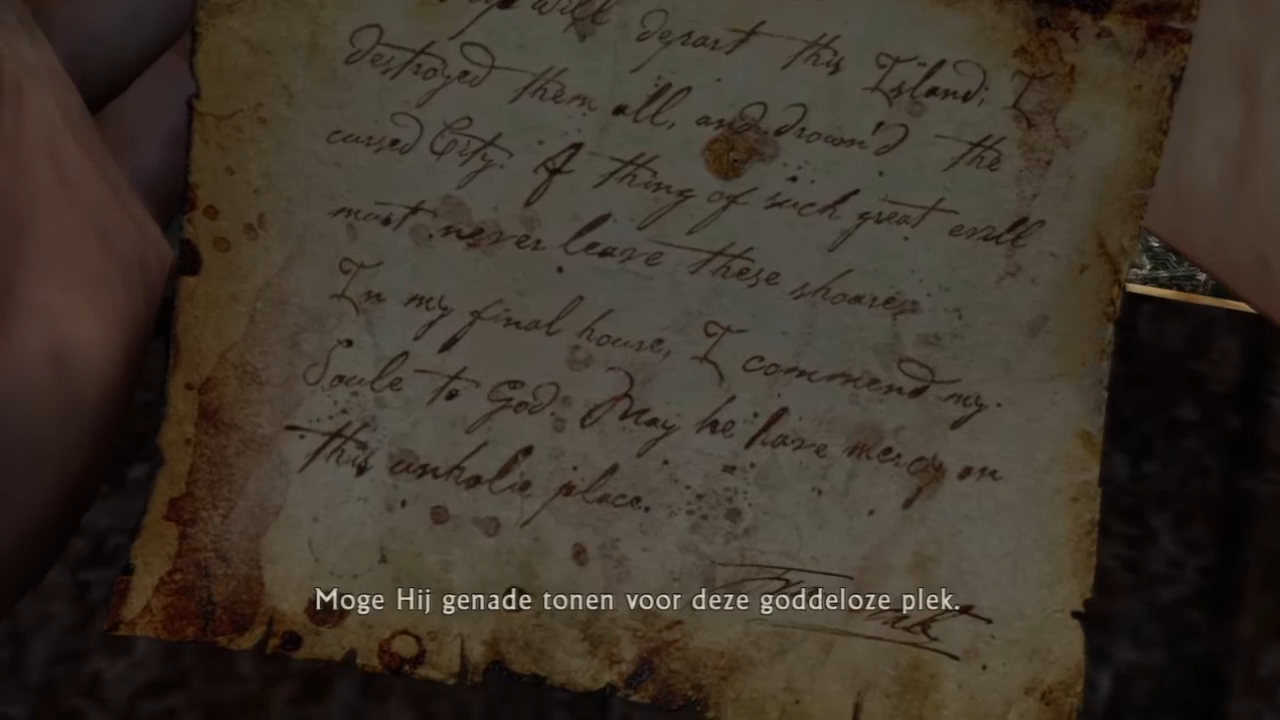 will depart this Island; I
destroyed them all, and drown'd the
cursed City. A thing of such great evill
must never leave these shoares.
In my final houre, I commend my
Soule to God. May he have mercy on
this unholie place.
Moge Hij genade tonen voor deze goddeloze plek.